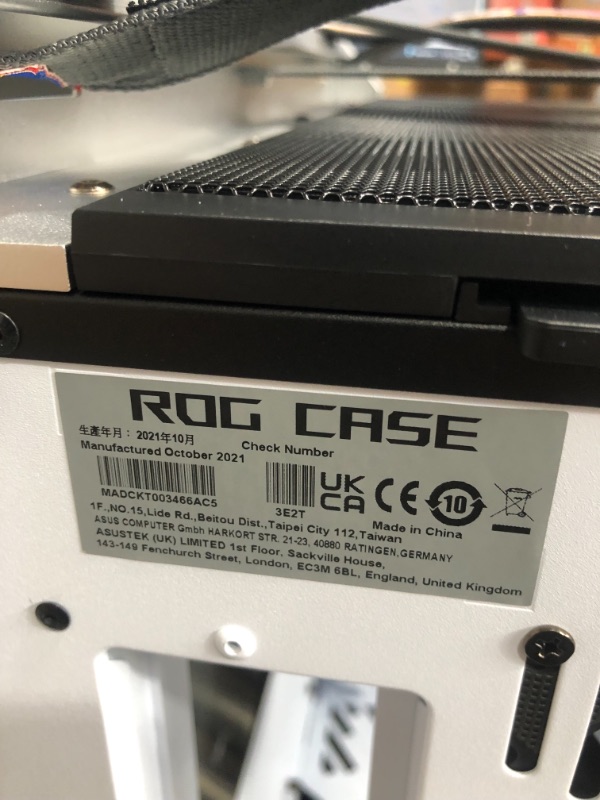 ROG CASE
生產年月：2021年10月
Manufactured October 2021
Check Number
MADCKT003466AC5
3E2T
UK
CA
CE
10
Made in China
1F.,NO.15,Lide Rd.,Beitou Dist.,Taipei City 112,Taiwan
ASUS COMPUTER Gmbh HARKORT STR. 21-23, 40880 RATINGEN,GERMANY
ASUSTEK (UK) LIMITED 1st Floor, Sackville House,
143-149 Fenchurch Street, London, EC3M 6BL, England, United Kingdom